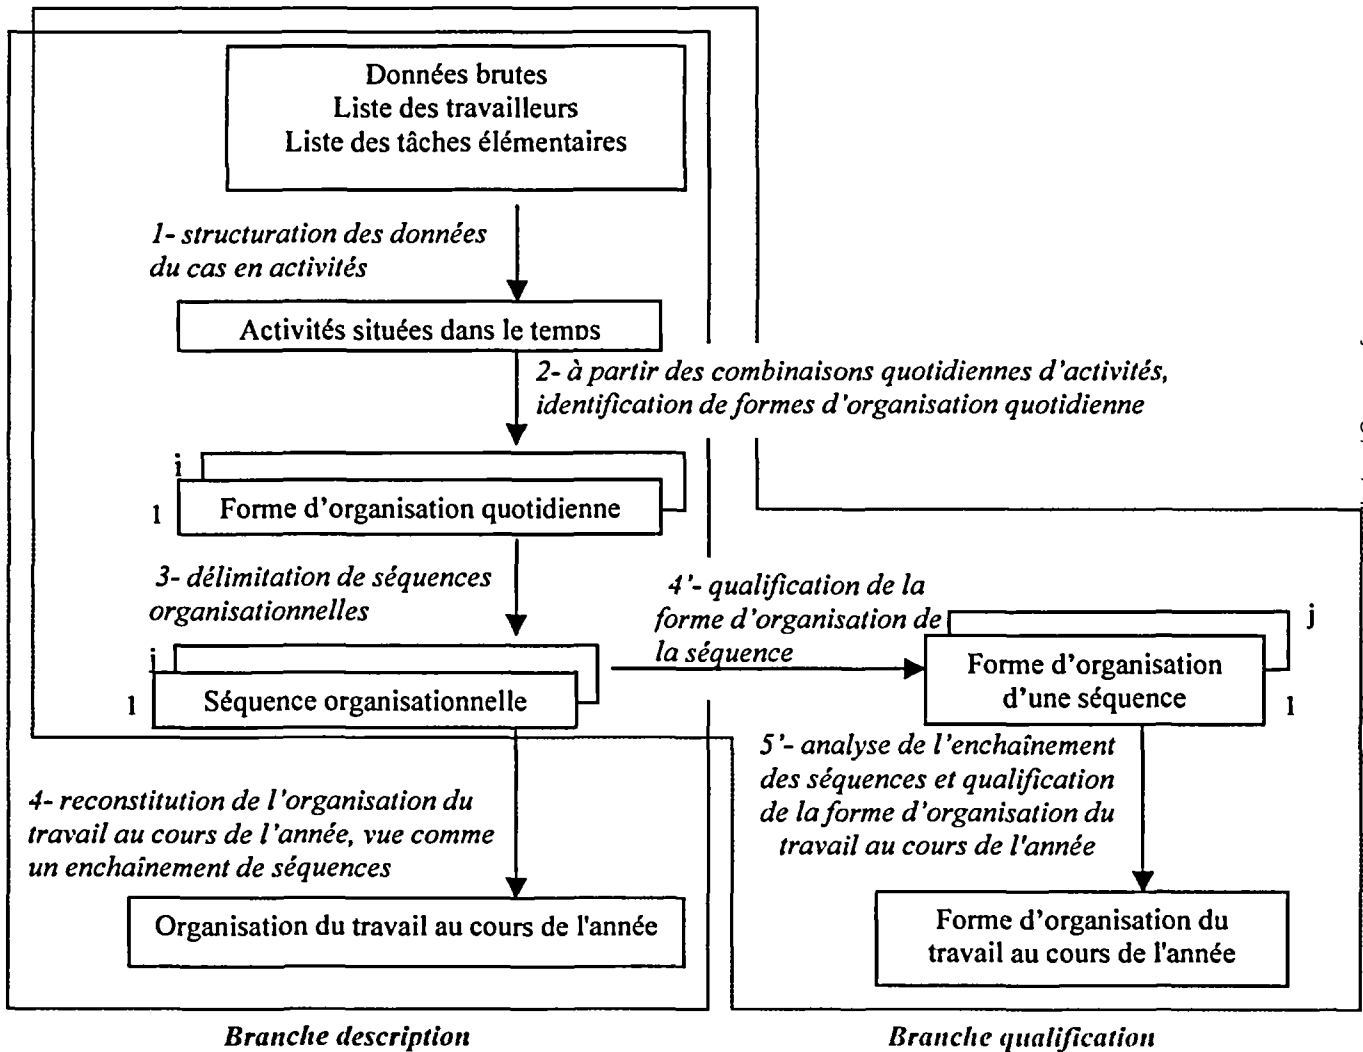 Données brutes
Liste des travailleurs
Liste des tâches élémentaires
1- structuration des données
du cas en activités
Activités situées dans le temps
2- à partir des combinaisons quotidiennes d'activités,
identification de formes d'organisation quotidienne
i
1
Forme d'organisation quotidienne
3- délimitation de séquences
organisationnelles
4'- qualification de la
forme d'organisation de
la séquence
j
1
Séquence organisationnelle
j
Forme d'organisation
d'une séquence
1
5'- analyse de l'enchaînement
des séquences et qualification
de la forme d'organisation du
travail au cours de l'année
4- reconstitution de l'organisation du
travail au cours de l'année, vue comme
un enchaînement de séquences
Organisation du travail au cours de l'année
Forme d'organisation du
travail au cours de l'année
Branche description
Branche qualification